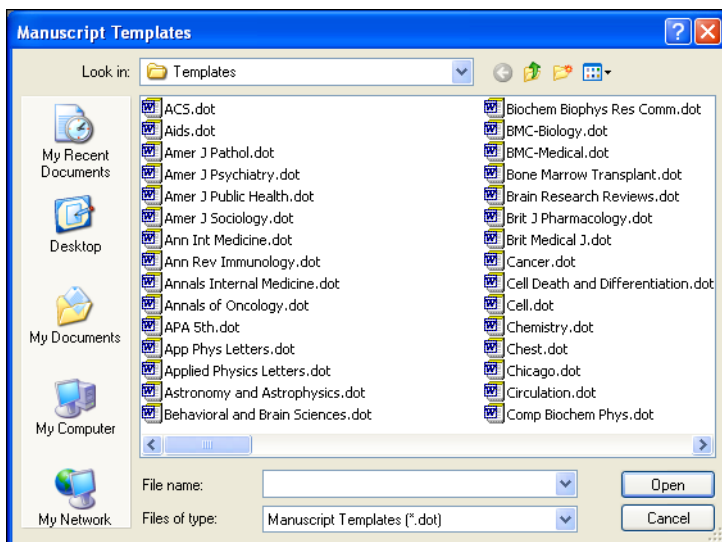 Manuscript Templates
Look in: Templates
My Recent
Documents
Desktop
My Documents
My Computer
My Network
ACS.dot
Aids.dot
Amer J Pathol.dot
Amer J Psychiatry.dot
Amer J Public Health.dot
Amer J Sociology.dot
Ann Int Medicine.dot
Ann Rev Immunology.dot
Annals Internal Medicine.dot
Annals of Oncology.dot
APA 5th.dot
App Phys Letters.dot
Applied Physics Letters.dot
Astronomy and Astrophysics.dot
Behavioral and Brain Sciences.dot
Biochem Biophys Res Comm.dot
BMC-Biology.dot
BMC-Medical.dot
Bone Marrow Transplant.dot
Brain Research Reviews.dot
Brit J Pharmacology.dot
Brit Medical J.dot
Cancer.dot
Cell Death and Differentiation.dot
Cell.dot
Chemistry.dot
Chest.dot
Chicago.dot
Circulation.dot
Comp Biochem Phys.dot
File name:
Open
Files of type: Manuscript Templates (*.dot)
Cancel